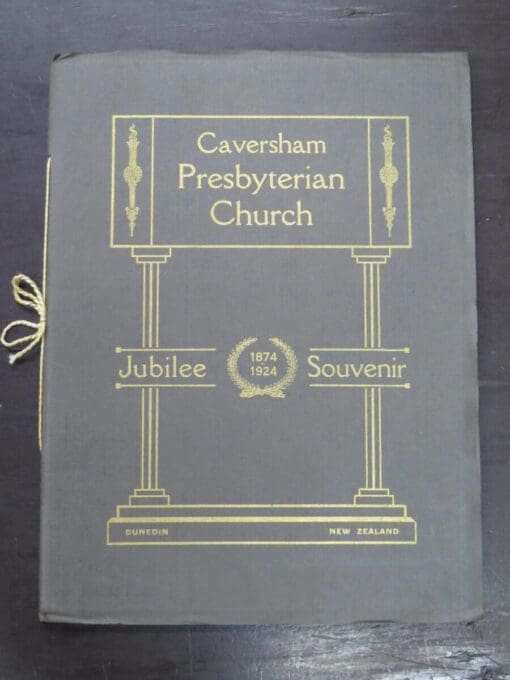 Caversham
Presbyterian
Church
Jubilee 1874 Souvenir
1924
DUNEDIN NEW ZEALAND